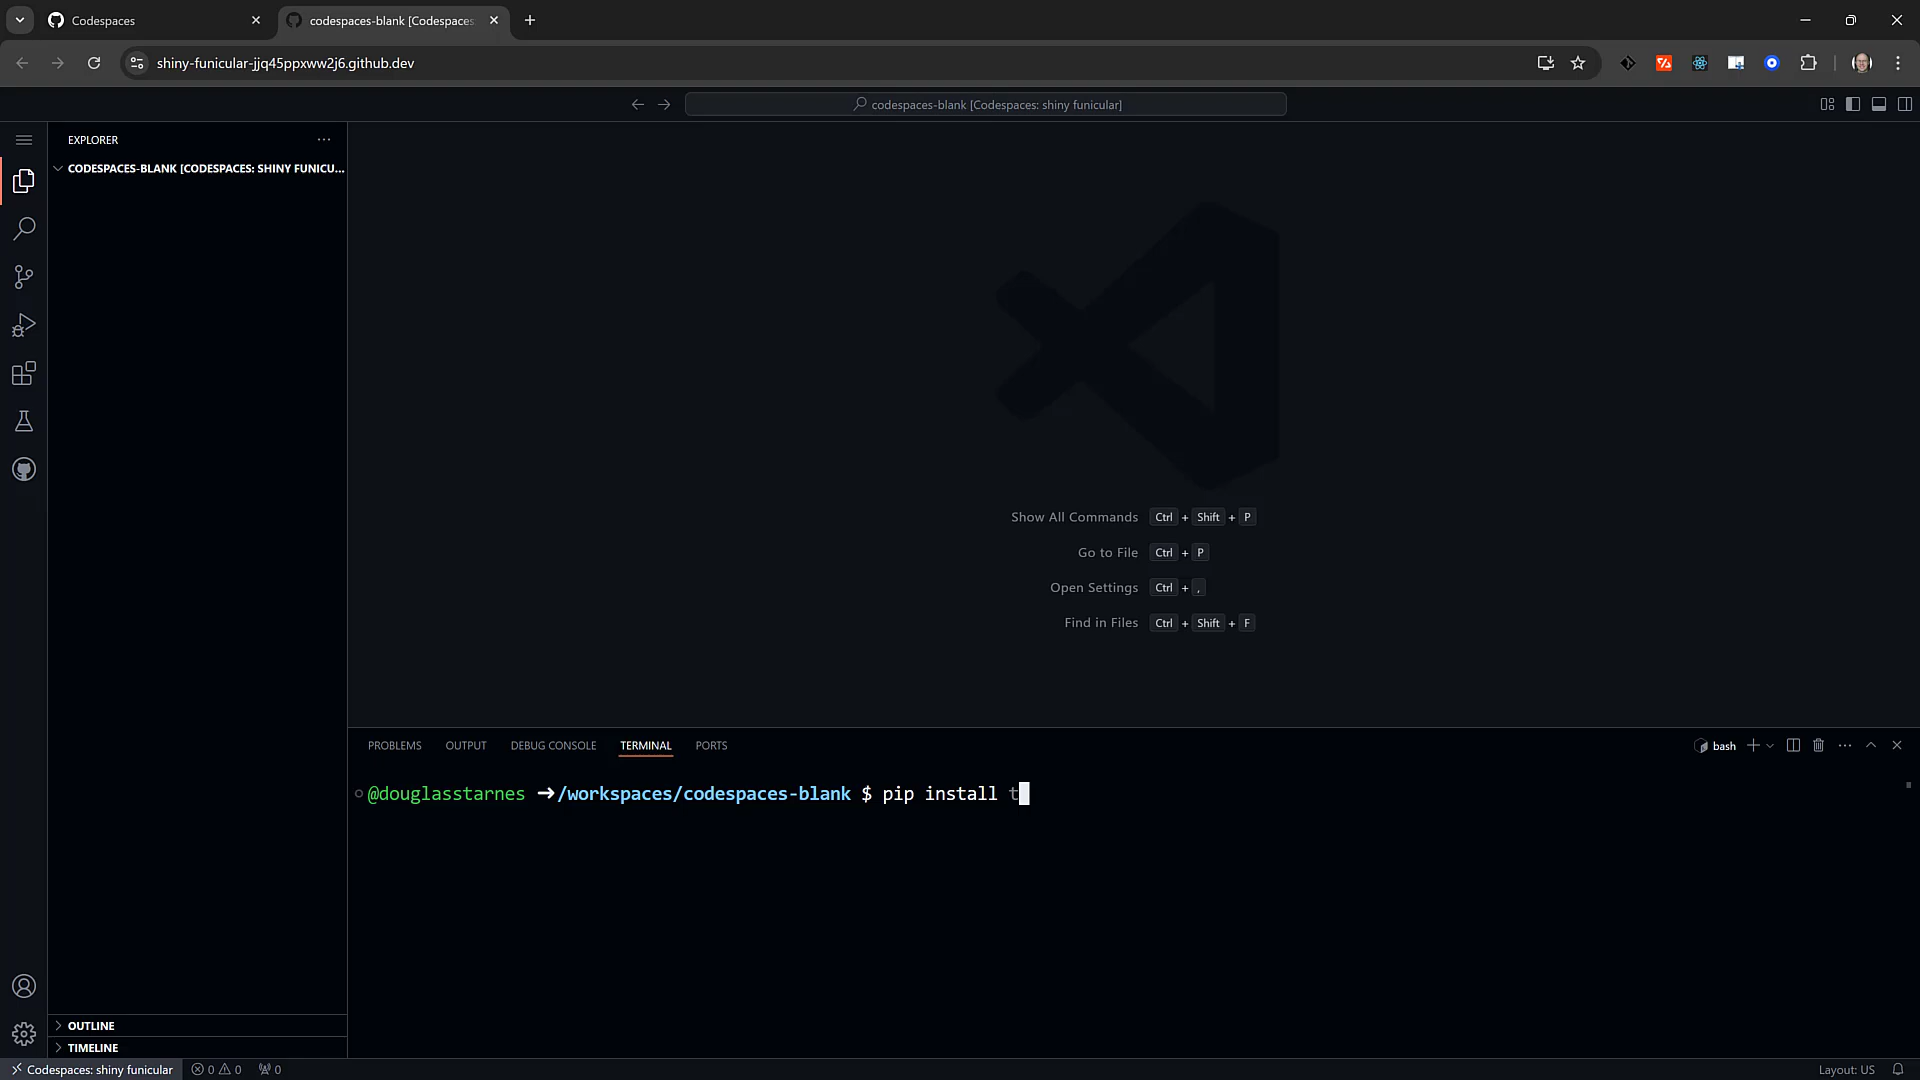 Codespaces
codespaces-blank [Codespaces
shiny-funicular-jjq45ppxww2j6.github.dev
codespaces-blank [Codespaces: shiny funicular]
EXPLORER
CODESPACES-BLANK [CODESPACES: SHINY FUNICU...
Show All Commands Ctrl + Shift + P
Go to File Ctrl + P
Open Settings Ctrl + ,
Find in Files Ctrl + Shift + F
PROBLEMS OUTPUT DEBUG CONSOLE TERMINAL PORTS
bash
@douglasstarnes ➜/workspaces/codespaces-blank $ pip install t
OUTLINE
TIMELINE
Codespaces: shiny funicular 0 0 0 Layout: US